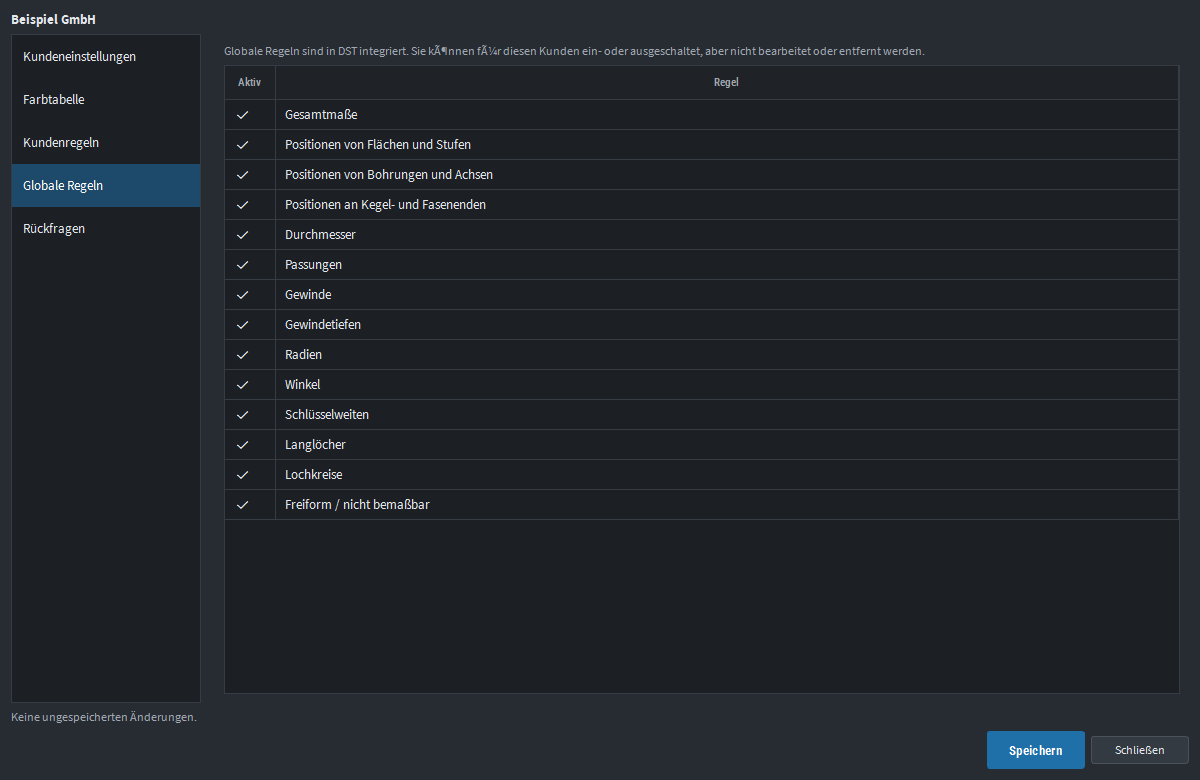 Beispiel GmbH
Kundeneinstellungen
Farbtabelle
Kundenregeln
Globale Regeln
Rückfragen
Globale Regeln sind in DST integriert. Sie kÃ¶nnen fÃ¼r diesen Kunden ein- oder ausgeschaltet, aber nicht bearbeitet oder entfernt werden.
Aktiv Regel
Gesamtmaße
Positionen von Flächen und Stufen
Positionen von Bohrungen und Achsen
Positionen an Kegel- und Fasenenden
Durchmesser
Passungen
Gewinde
Gewindetiefen
Radien
Winkel
Schlüsselweiten
Langlöcher
Lochkreise
Freiform / nicht bemaßbar
Keine ungespeicherten Änderungen.
Speichern Schließen